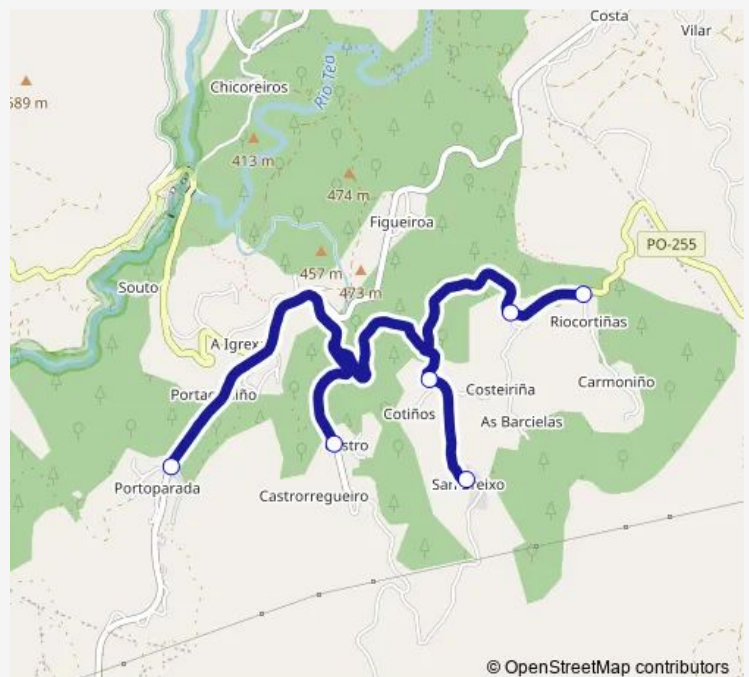 Costa
Vilar
589 m
Chicoreiros
Río Tea
413 m
474 m
Figueiroa
PO-255
457 m
473 m
Souto
Riocortiñas
A Igrex
Carmoniño
Costeiriña
Cotiños
As Barcielas
Portoparada
Castrorregueiro
© OpenStreetMap contributors